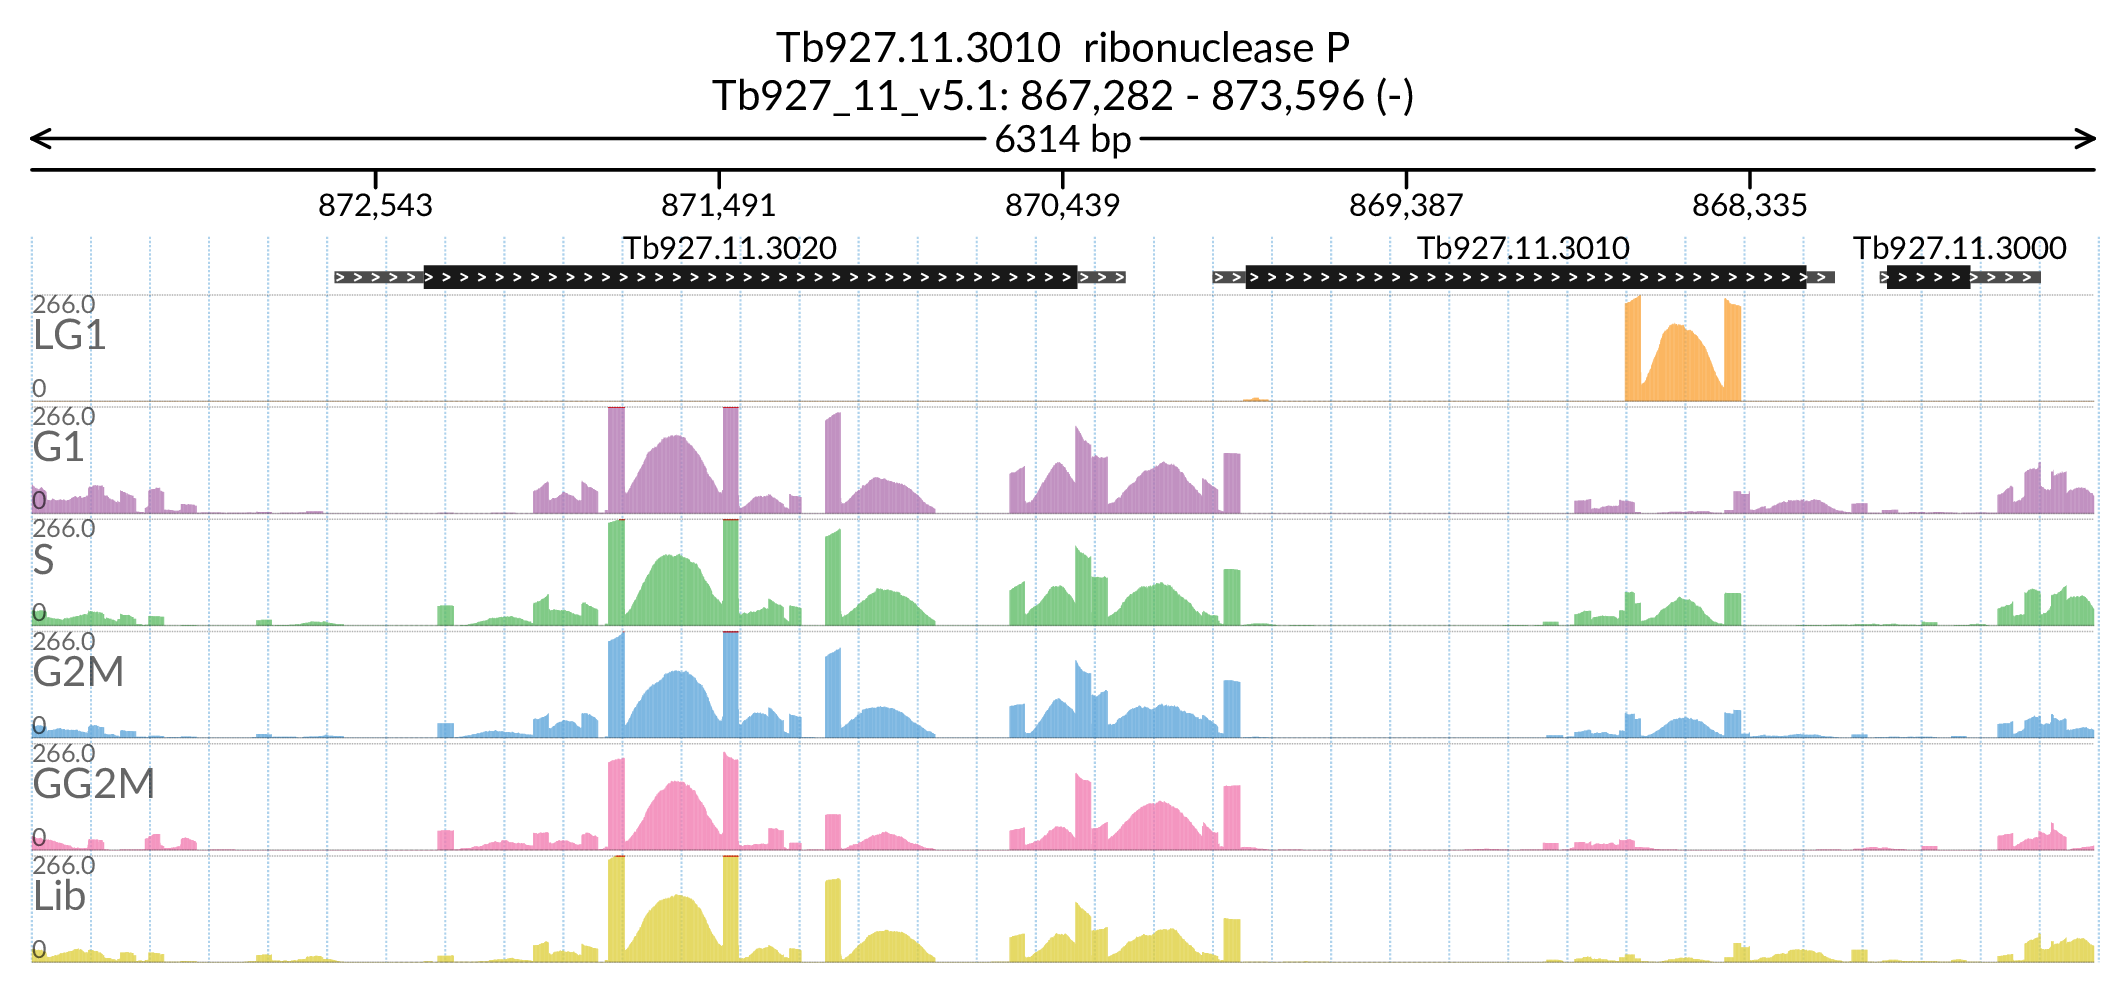 Tb927.11.3010 ribonuclease P
Tb927_11_v5.1: 867,282 - 873,596 (-)
6314 bp
872,543 871,491 870,439 869,387 868,335
Tb927.11.3020 Tb927.11.3010 Tb927.11.3000
266.0
LG1
0
266.0
G1
0
266.0
S
0
266.0
G2M
0
266.0
GG2M
0
266.0
Lib
0